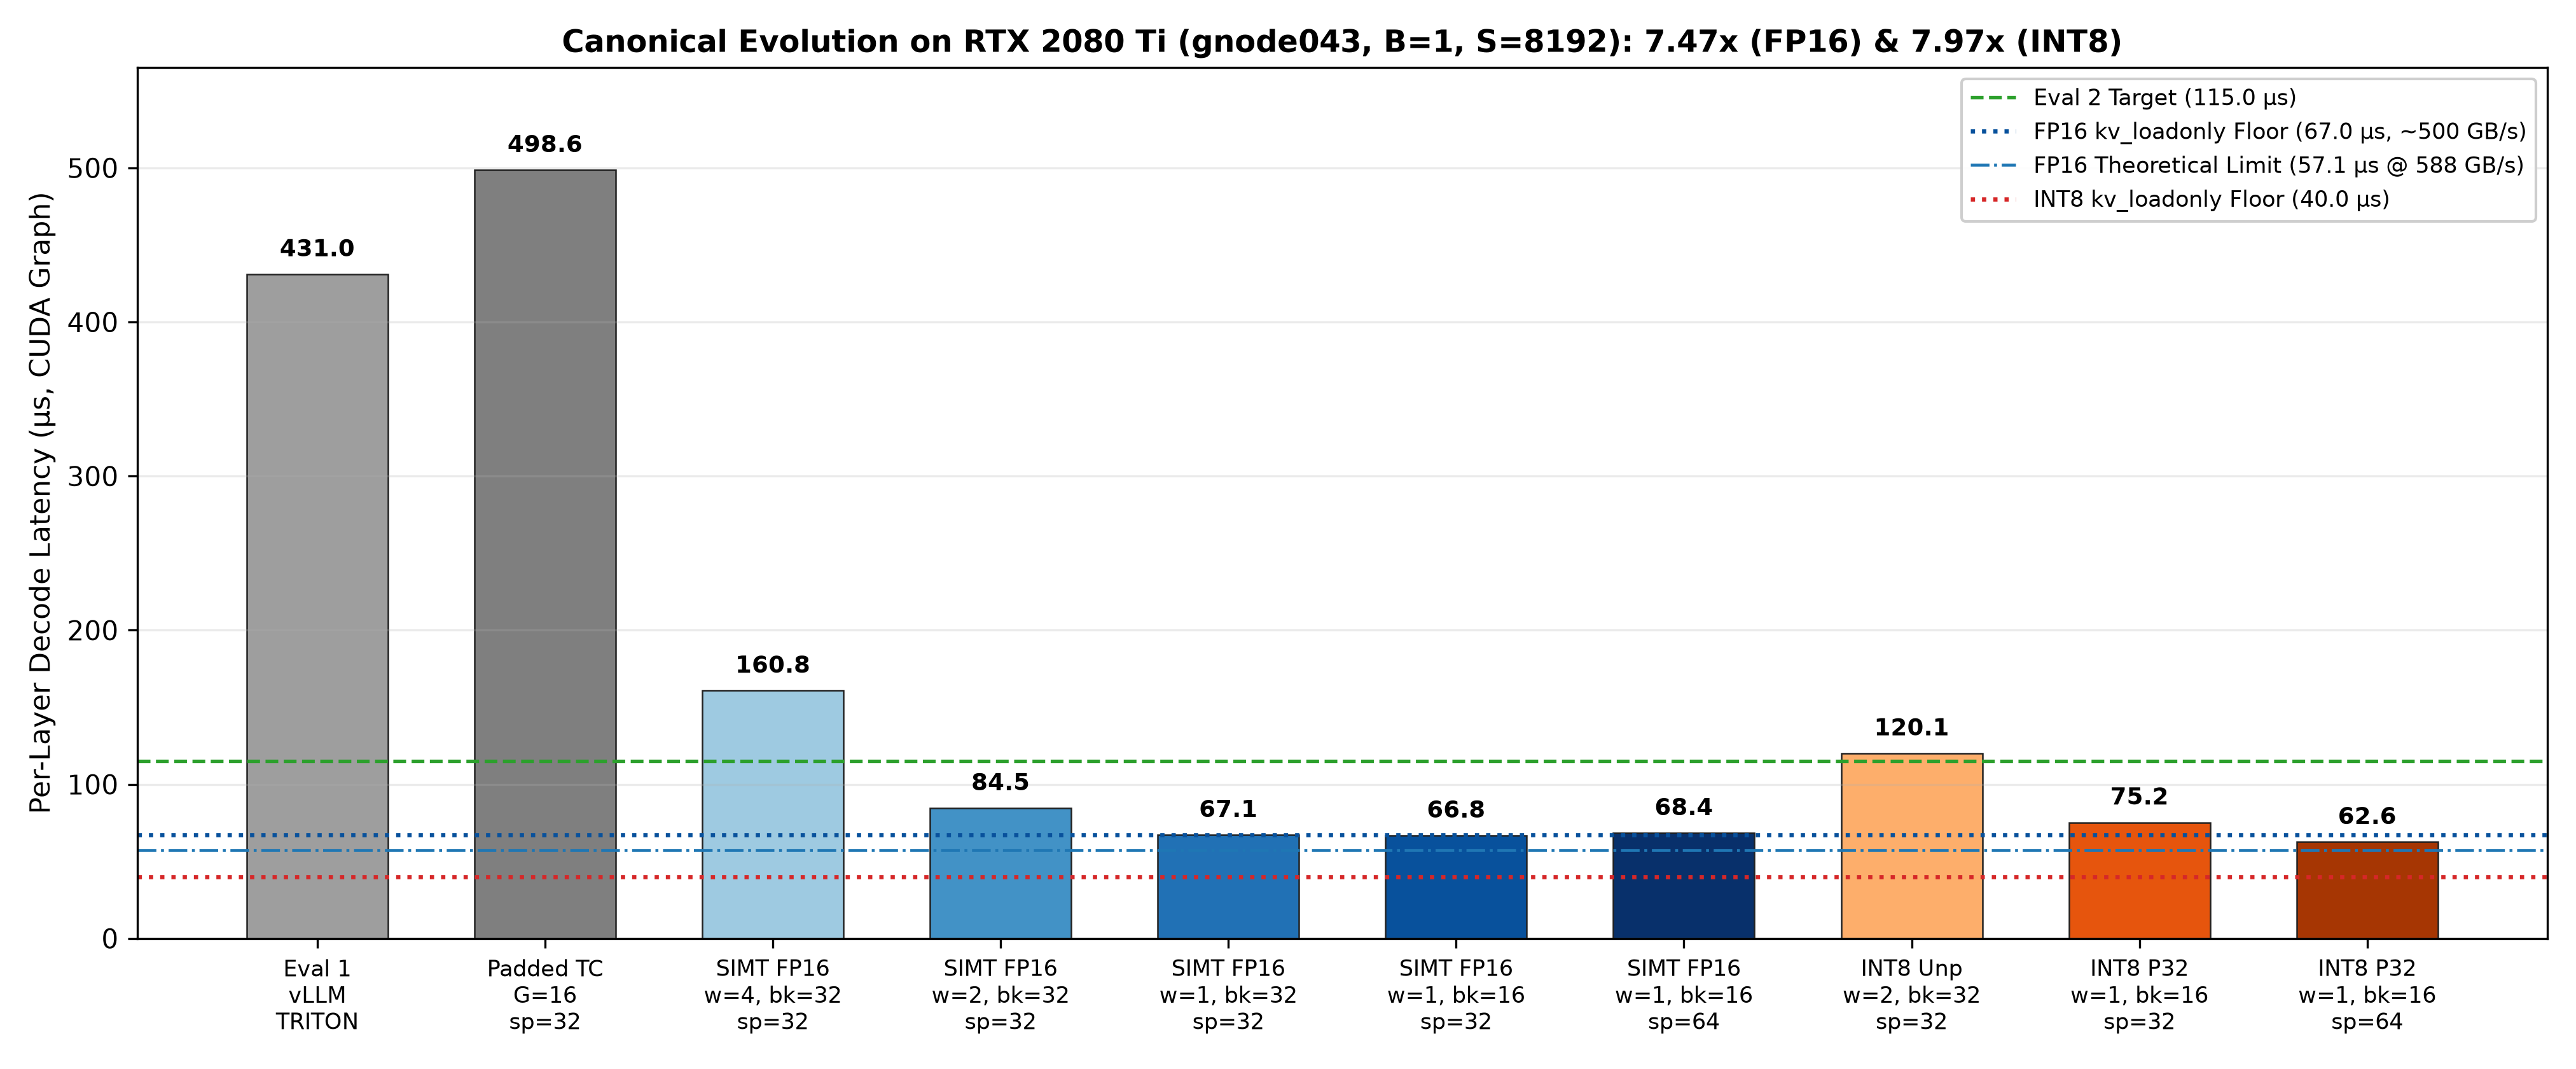 Canonical Evolution on RTX 2080 Ti (gnode043, B=1, S=8192): 7.47x (FP16) & 7.97x (INT8)
Eval 2 Target (115.0 µs)
FP16 kv_loadonly Floor (67.0 µs, ~500 GB/s)
FP16 Theoretical Limit (57.1 µs @ 588 GB/s)
INT8 kv_loadonly Floor (40.0 µs)
Per-Layer Decode Latency (µs, CUDA Graph)
500
400
300
200
100
0
431.0
498.6
160.8
84.5
67.1
66.8
68.4
120.1
75.2
62.6
Eval 1
vLLM
TRITON
Padded TC
G=16
sp=32
SIMT FP16
w=4, bk=32
sp=32
SIMT FP16
w=2, bk=32
sp=32
SIMT FP16
w=1, bk=32
sp=32
SIMT FP16
w=1, bk=16
sp=32
SIMT FP16
w=1, bk=16
sp=64
INT8 Unp
w=2, bk=32
sp=32
INT8 P32
w=1, bk=16
sp=32
INT8 P32
w=1, bk=16
sp=64